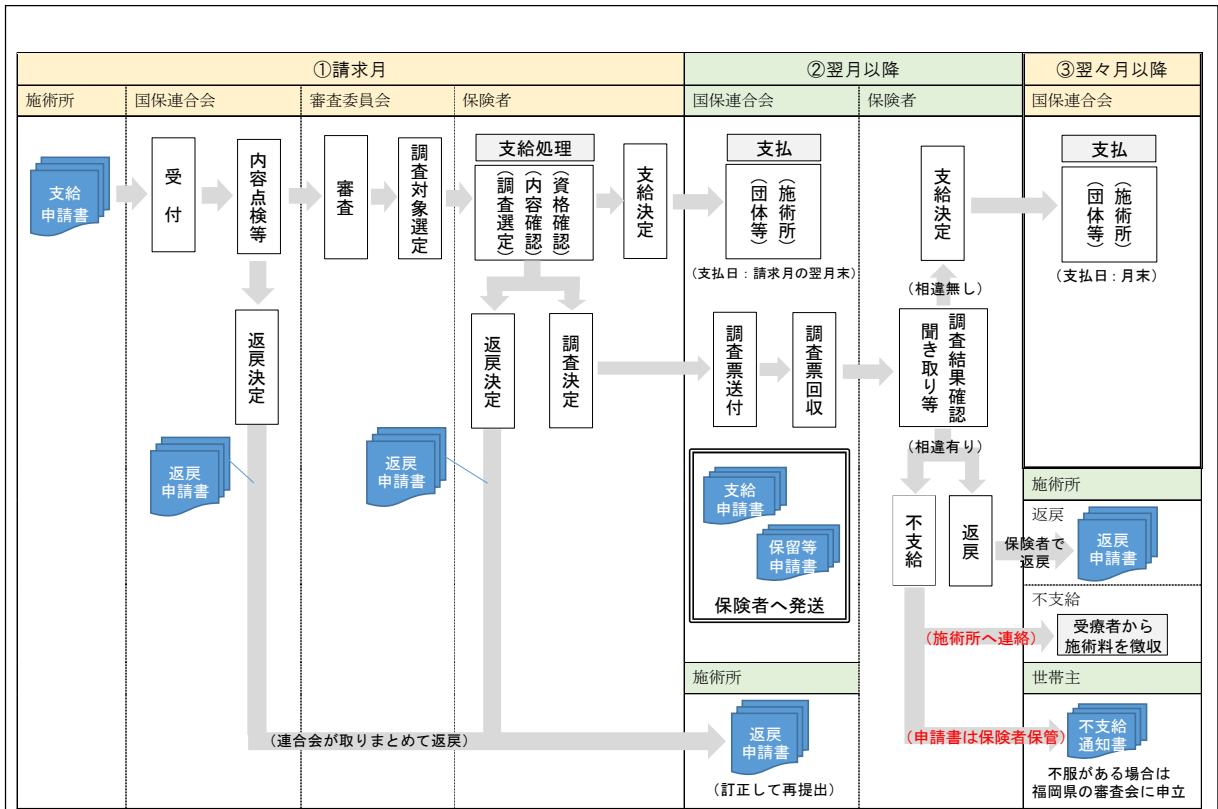 ①請求月
②翌月以降
③翌々月以降
施術所
国保連合会
審査委員会
保険者
国保連合会
保険者
国保連合会
支給
申請書
受付
内容点検等
審査
調査対象選定
支給処理
(資格確認)
(内容確認)
(調査選定)
支給決定
支払
(施術所)
(団体等)
(支払日：請求月の翌月末)
支給決定
支払
(施術所)
(団体等)
(支払日：月末)
(相違無し)
返戻決定
返戻決定
調査決定
調査票送付
調査票回収
調査結果確認
聞き取り等
(相違有り)
返戻
申請書
返戻
申請書
支給
申請書
保留等
申請書
保険者へ発送
不支給
返戻
保険者で
返戻
施術所
返戻
返戻
申請書
不支給
(施術所へ連絡)
受療者から
施術料を徴収
施術所
世帯主
(連合会が取りまとめて返戻)
返戻
申請書
(訂正して再提出)
(申請書は保険者保管)
不支給
通知書
不服がある場合は
福岡県の審査会に申立